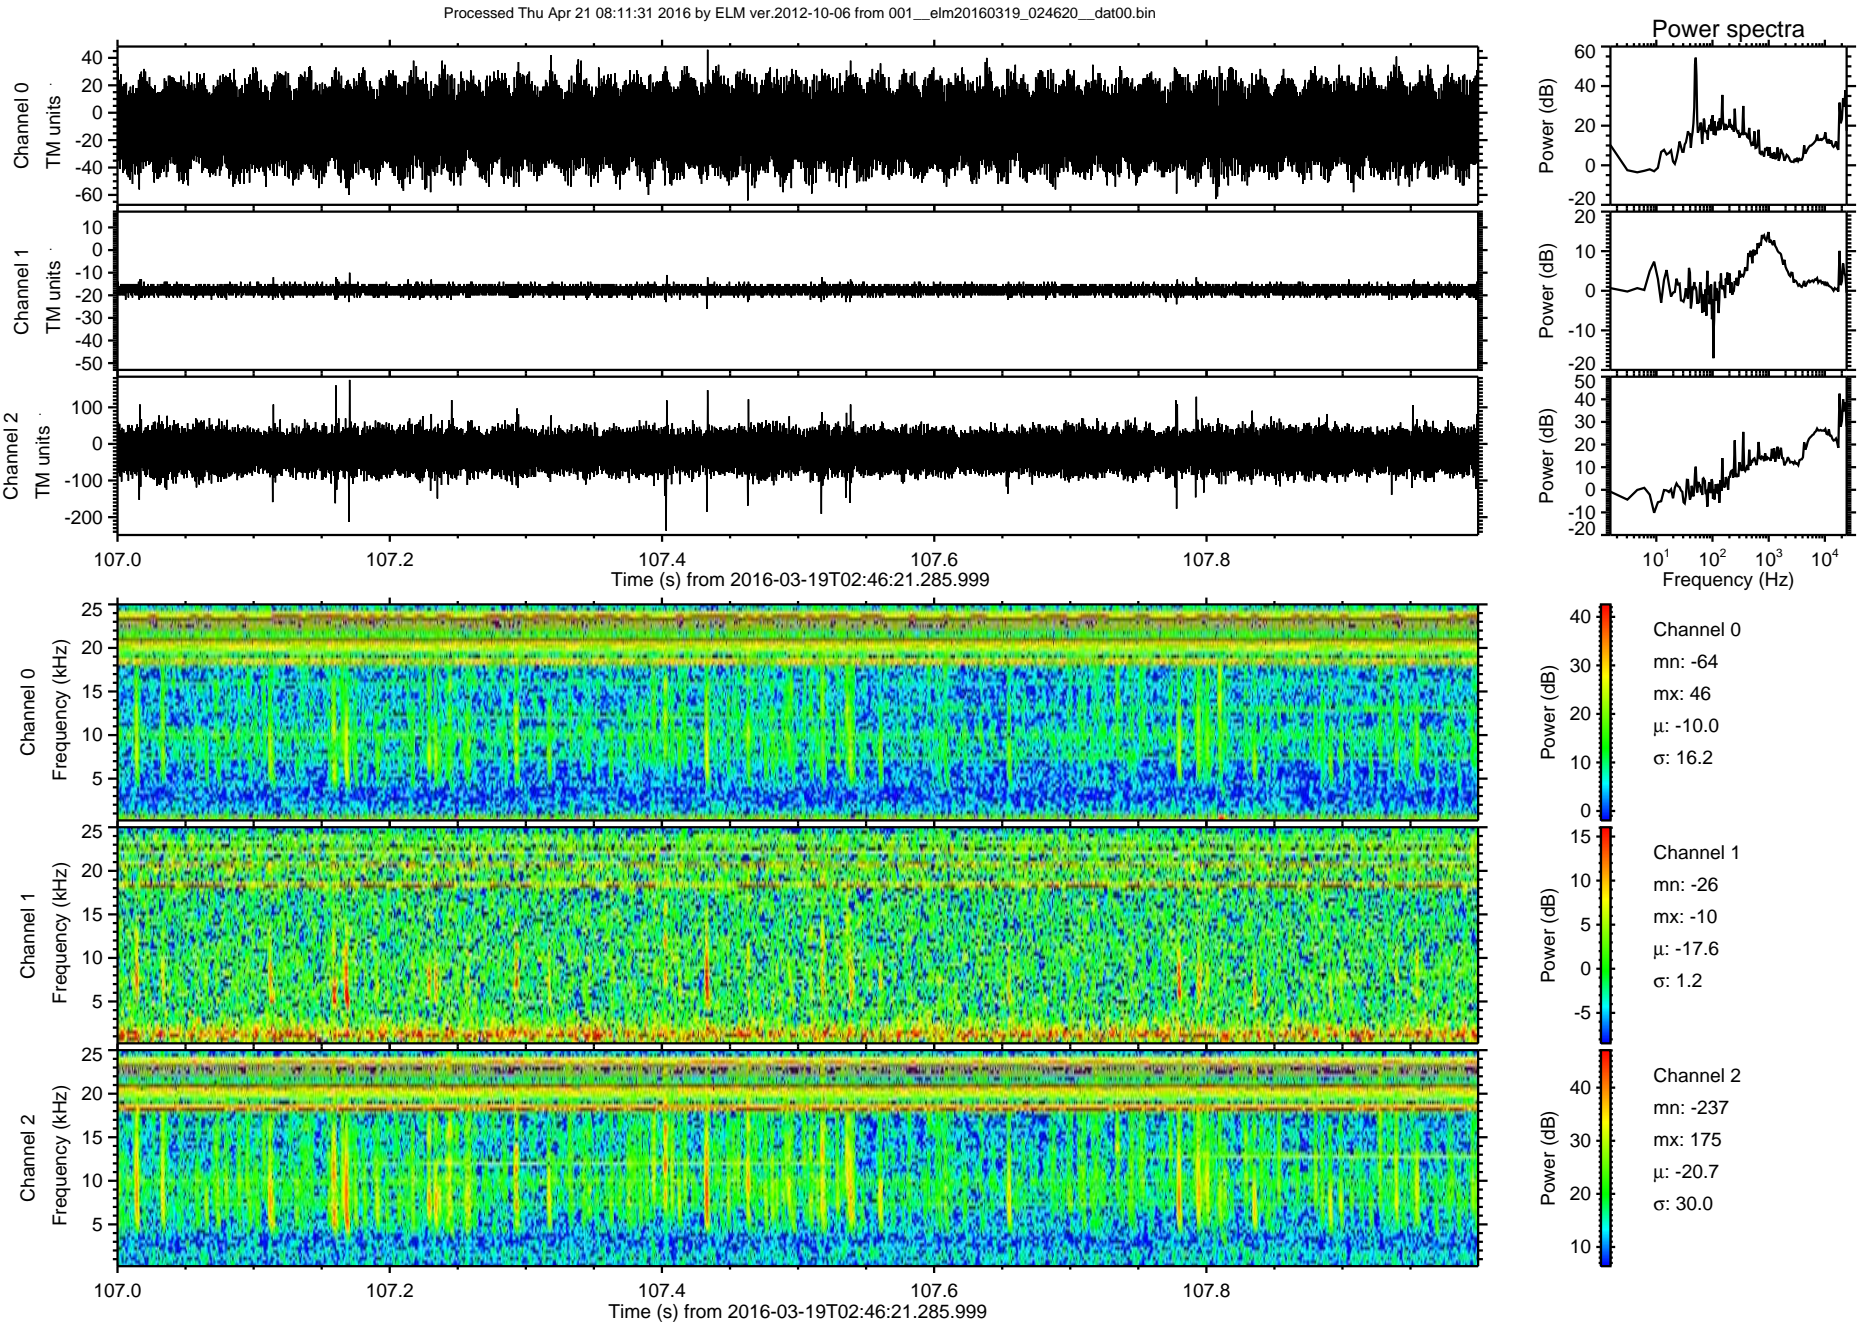 Processed Thu Apr 21 08:11:31 2016 by ELM ver.2012-10-06 from 001__elm20160319_024620__dat00.bin
Power spectra
Channel 0
TM units
40
20
0
-20
-40
-60
Power (dB)
60
40
20
0
-20
Channel 1
TM units
10
0
-10
-20
-30
-40
-50
Power (dB)
20
10
0
-10
-20
Channel 2
TM units
100
0
-100
-200
Power (dB)
50
40
30
20
10
0
-10
-20
107.0 107.2 107.4 107.6 107.8
Time (s) from 2016-03-19T02:46:21.285.999
10^1 10^2 10^3 10^4
Frequency (Hz)
Channel 0
Frequency (kHz)
25
20
15
10
5
Power (dB)
40
30
20
10
0
Channel 0
mn: -64
mx: 46
μ: -10.0
σ: 16.2
Channel 1
Frequency (kHz)
25
20
15
10
5
Power (dB)
15
10
5
0
-5
Channel 1
mn: -26
mx: -10
μ: -17.6
σ: 1.2
Channel 2
Frequency (kHz)
25
20
15
10
5
Power (dB)
40
30
20
10
Channel 2
mn: -237
mx: 175
μ: -20.7
σ: 30.0
107.0 107.2 107.4 107.6 107.8
Time (s) from 2016-03-19T02:46:21.285.999